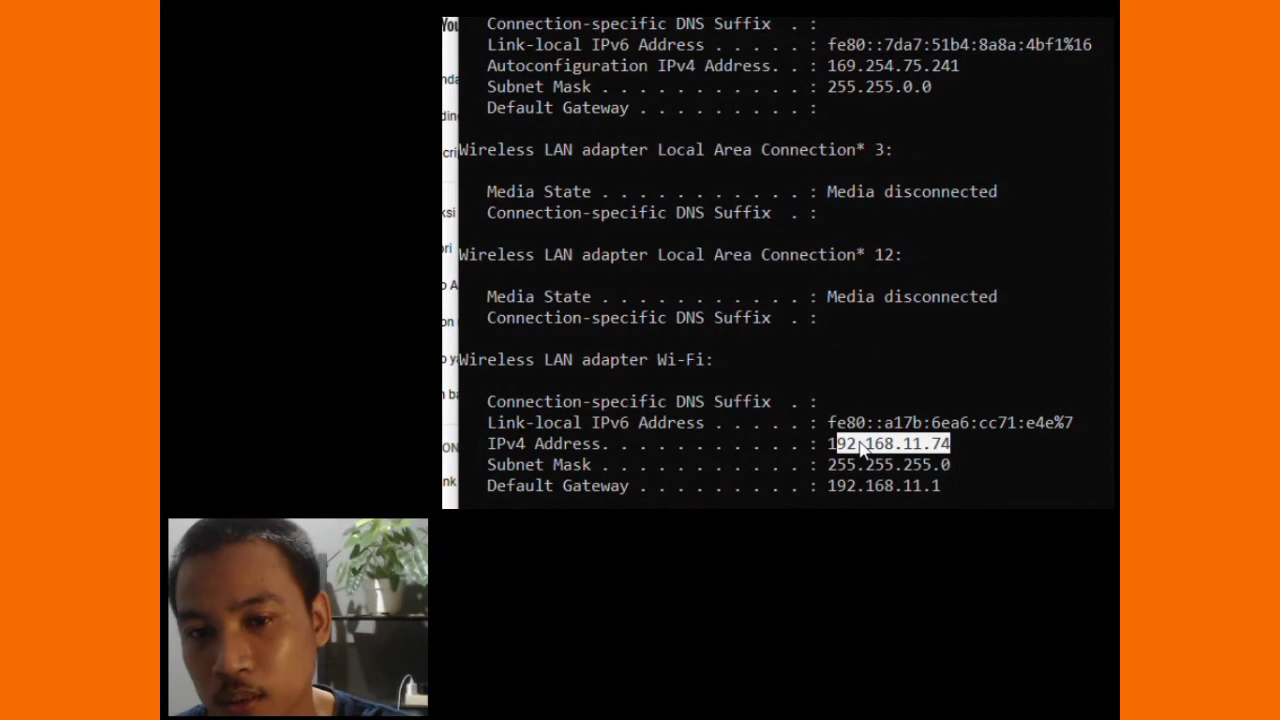 You
Connection-specific DNS Suffix . :
Link-local IPv6 Address . . . . . : fe80::7da7:51b4:8a8a:4bf1%16
Autoconfiguration IPv4 Address. . : 169.254.75.241
Subnet Mask . . . . . . . . . . . : 255.255.0.0
Default Gateway . . . . . . . . . :
Wireless LAN adapter Local Area Connection* 3:
Media State . . . . . . . . . . . : Media disconnected
Connection-specific DNS Suffix . :
Wireless LAN adapter Local Area Connection* 12:
Media State . . . . . . . . . . . : Media disconnected
Connection-specific DNS Suffix . :
Wireless LAN adapter Wi-Fi:
Connection-specific DNS Suffix . :
Link-local IPv6 Address . . . . . : fe80::a17b:6ea6:cc71:e4e%7
IPv4 Address. . . . . . . . . . . : 192.168.11.74
Subnet Mask . . . . . . . . . . . : 255.255.255.0
Default Gateway . . . . . . . . . : 192.168.11.1